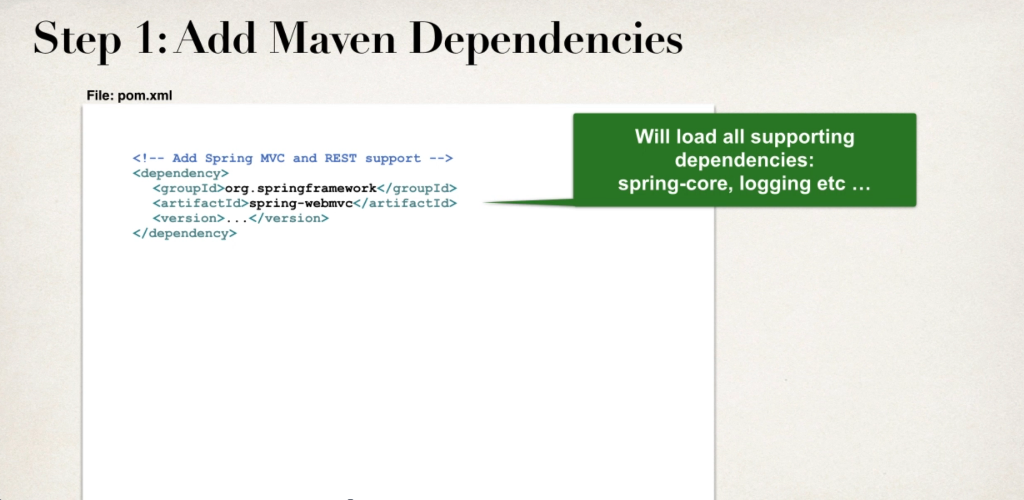 Step 1: Add Maven Dependencies
File: pom.xml
<!-- Add Spring MVC and REST support -->
<dependency>
<groupId>org.springframework</groupId>
<artifactId>spring-webmvc</artifactId>
<version>...</version>
</dependency>
Will load all supporting
dependencies:
spring-core, logging etc …